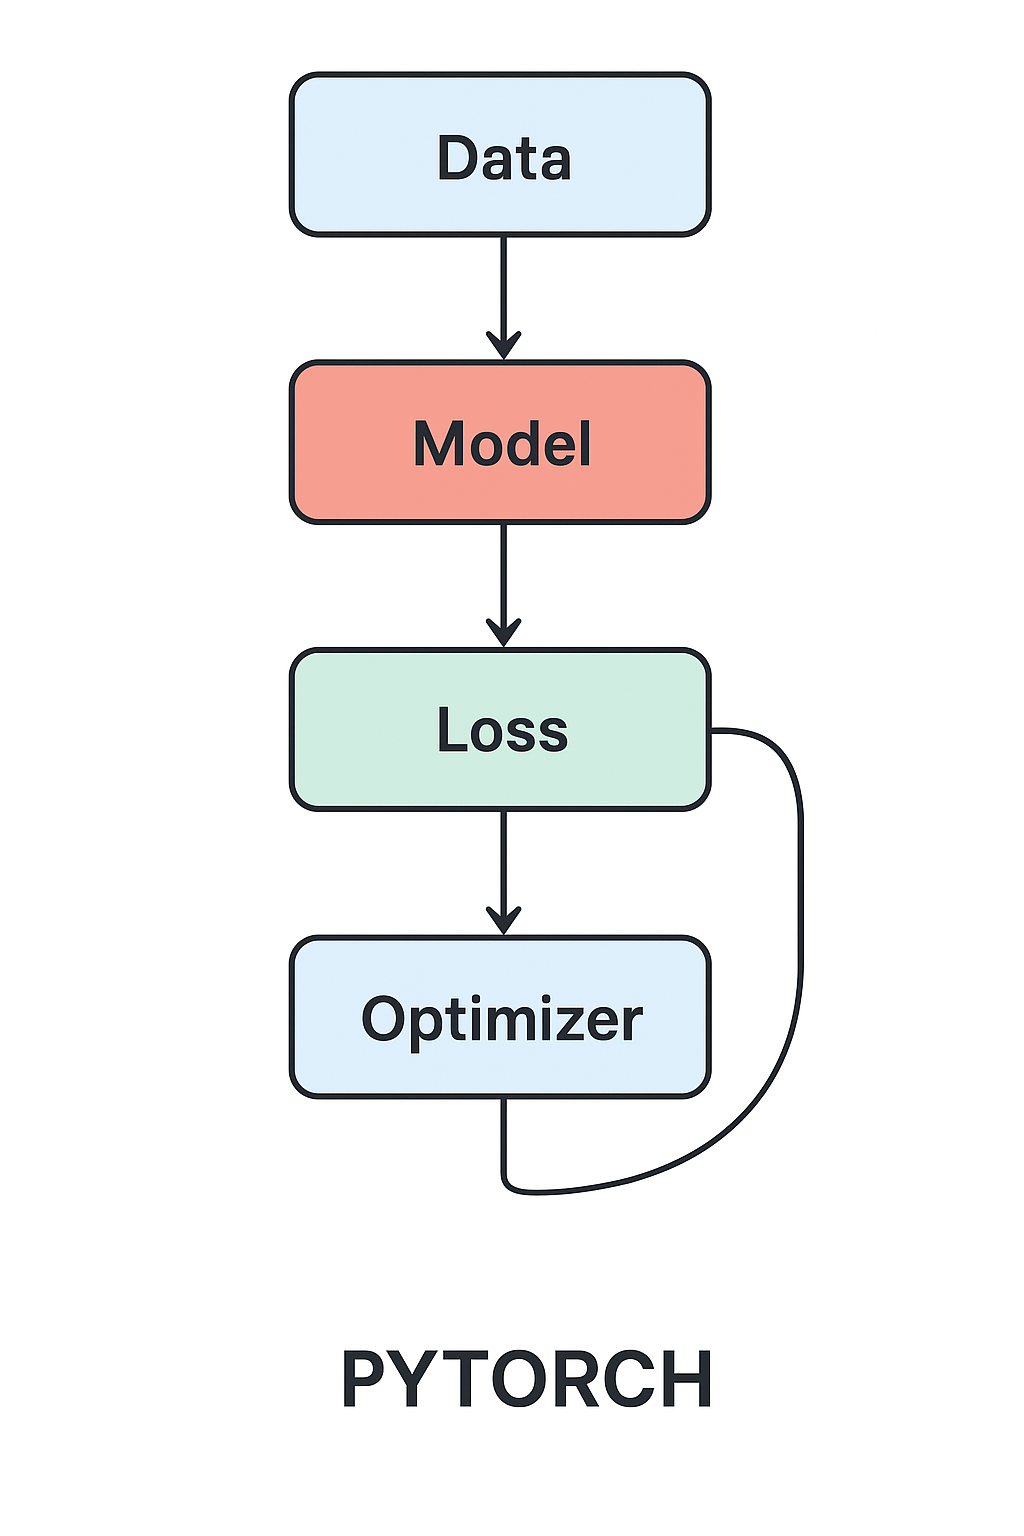 Data
Model
Loss
Optimizer
PYTORCH